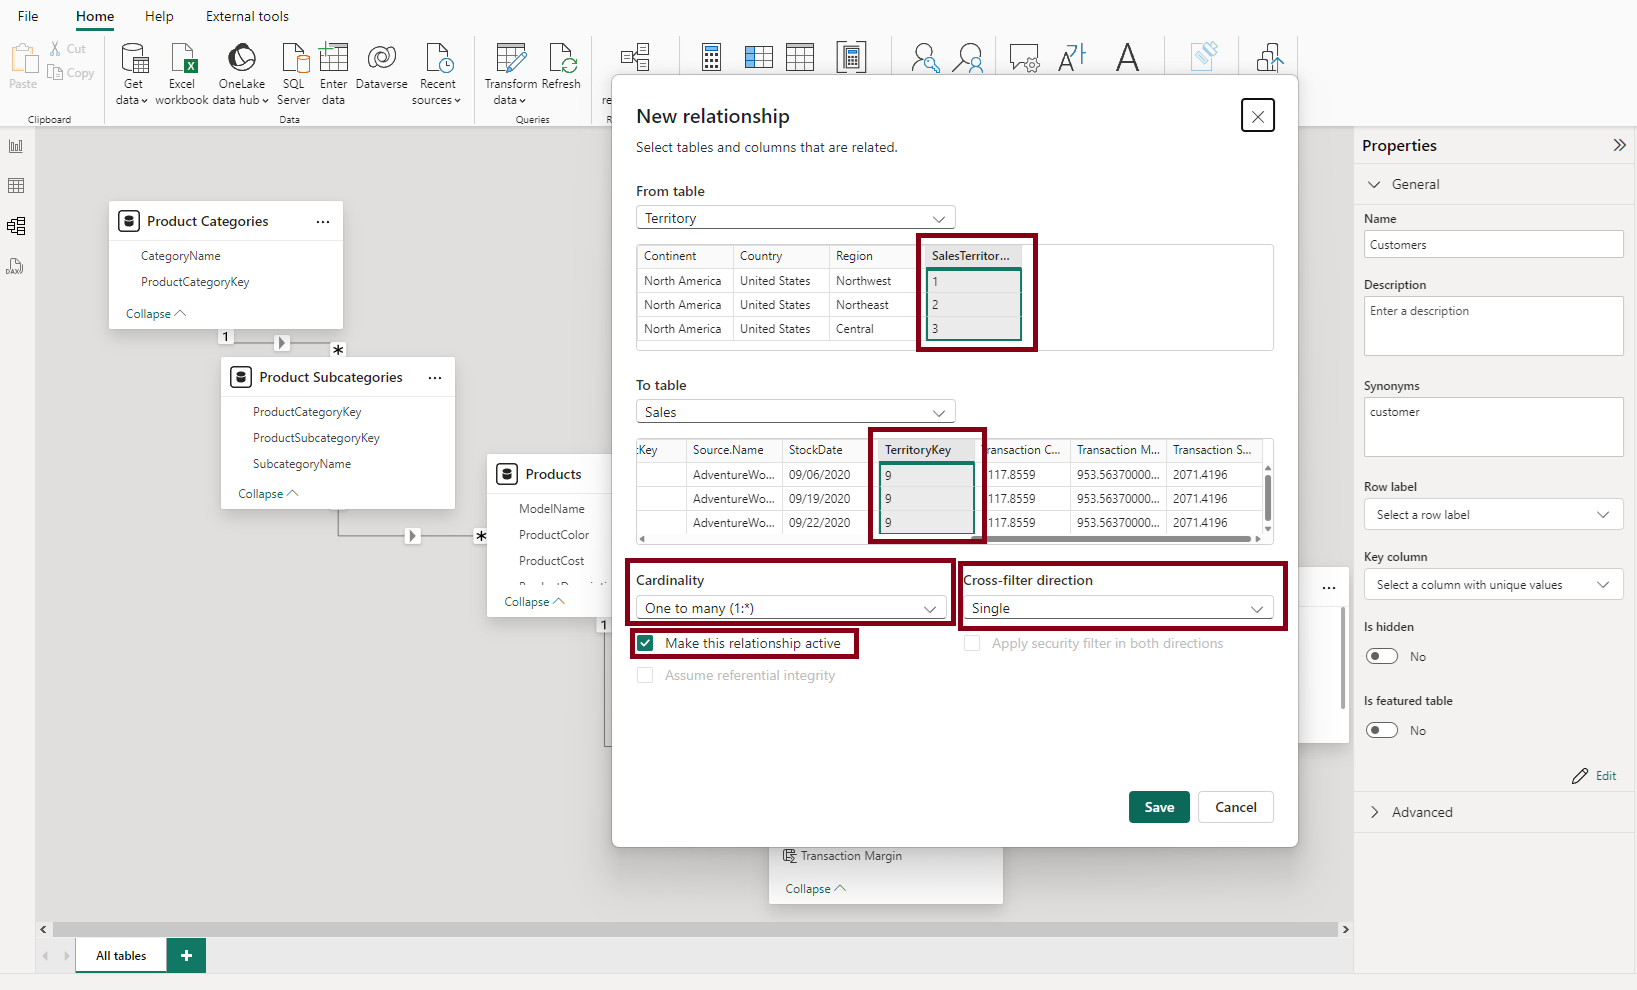 File Home Help External tools
Paste Cut Copy
Get data Excel workbook OneLake data hub SQL Server Enter data Dataverse Recent sources Transform data Refresh
Clipboard Data Queries
New relationship
Select tables and columns that are related.
From table
Territory
Continent Country Region SalesTerritor...
North America United States Northwest 1
North America United States Northeast 2
North America United States Central 3
To table
Sales
:Key Source.Name StockDate TerritoryKey ransaction C... Transaction M... Transaction S...
AdventureWo... 09/06/2020 9 117.8559 953.56370000... 2071.4196
AdventureWo... 09/19/2020 9 117.8559 953.56370000... 2071.4196
AdventureWo... 09/22/2020 9 117.8559 953.56370000... 2071.4196
Cardinality
One to many (1:*)
Cross-filter direction
Single
Make this relationship active
Apply security filter in both directions
Assume referential integrity
Save Cancel
Product Categories ...
CategoryName
ProductCategoryKey
Collapse
1
*
Product Subcategories ...
ProductCategoryKey
ProductSubcategoryKey
SubcategoryName
Collapse
*
Products
ModelName
ProductColor
ProductCost
Collapse
1
...
Transaction Margin
Collapse
Properties
General
Name
Customers
Description
Enter a description
Synonyms
customer
Row label
Select a row label
Key column
Select a column with unique values
Is hidden
No
Is featured table
No
Edit
Advanced
DAX
All tables +